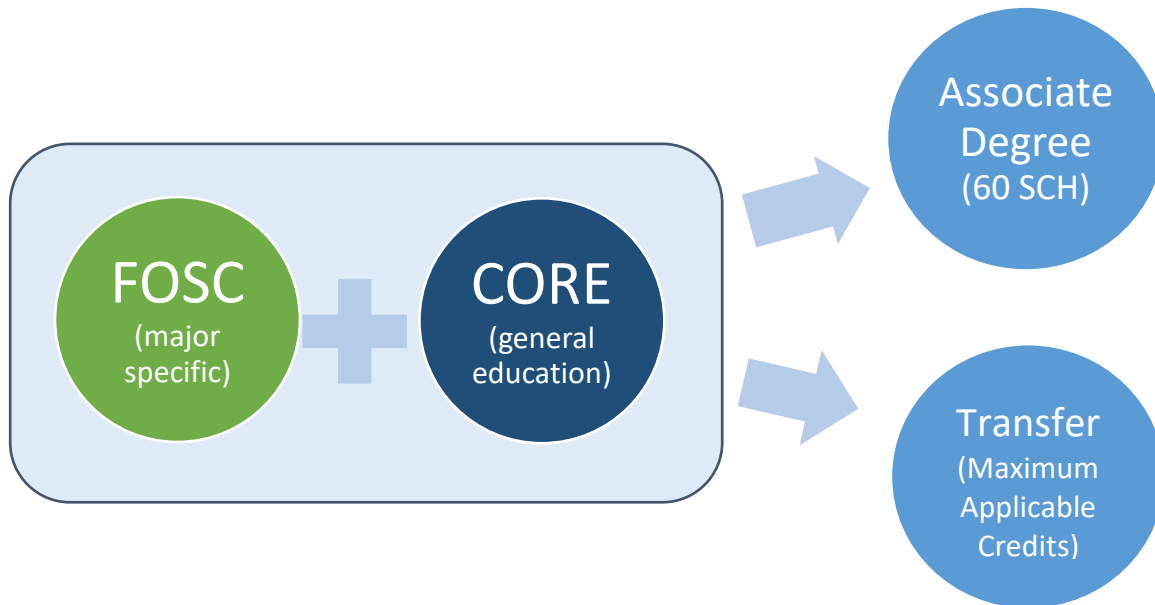 FOSC
(major
specific)
CORE
(general
education)
Associate
Degree
(60 SCH)
Transfer
(Maximum
Applicable
Credits)